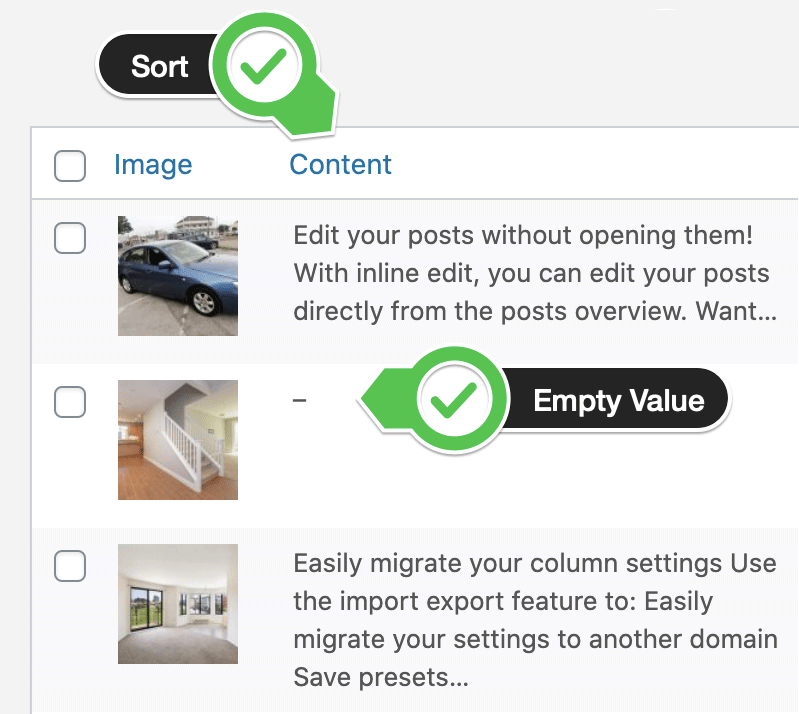 Sort
Image
Content
Edit your posts without opening them!
With inline edit, you can edit your posts
directly from the posts overview. Want...
–
Empty Value
Easily migrate your column settings Use
the import export feature to: Easily
migrate your settings to another domain
Save presets...